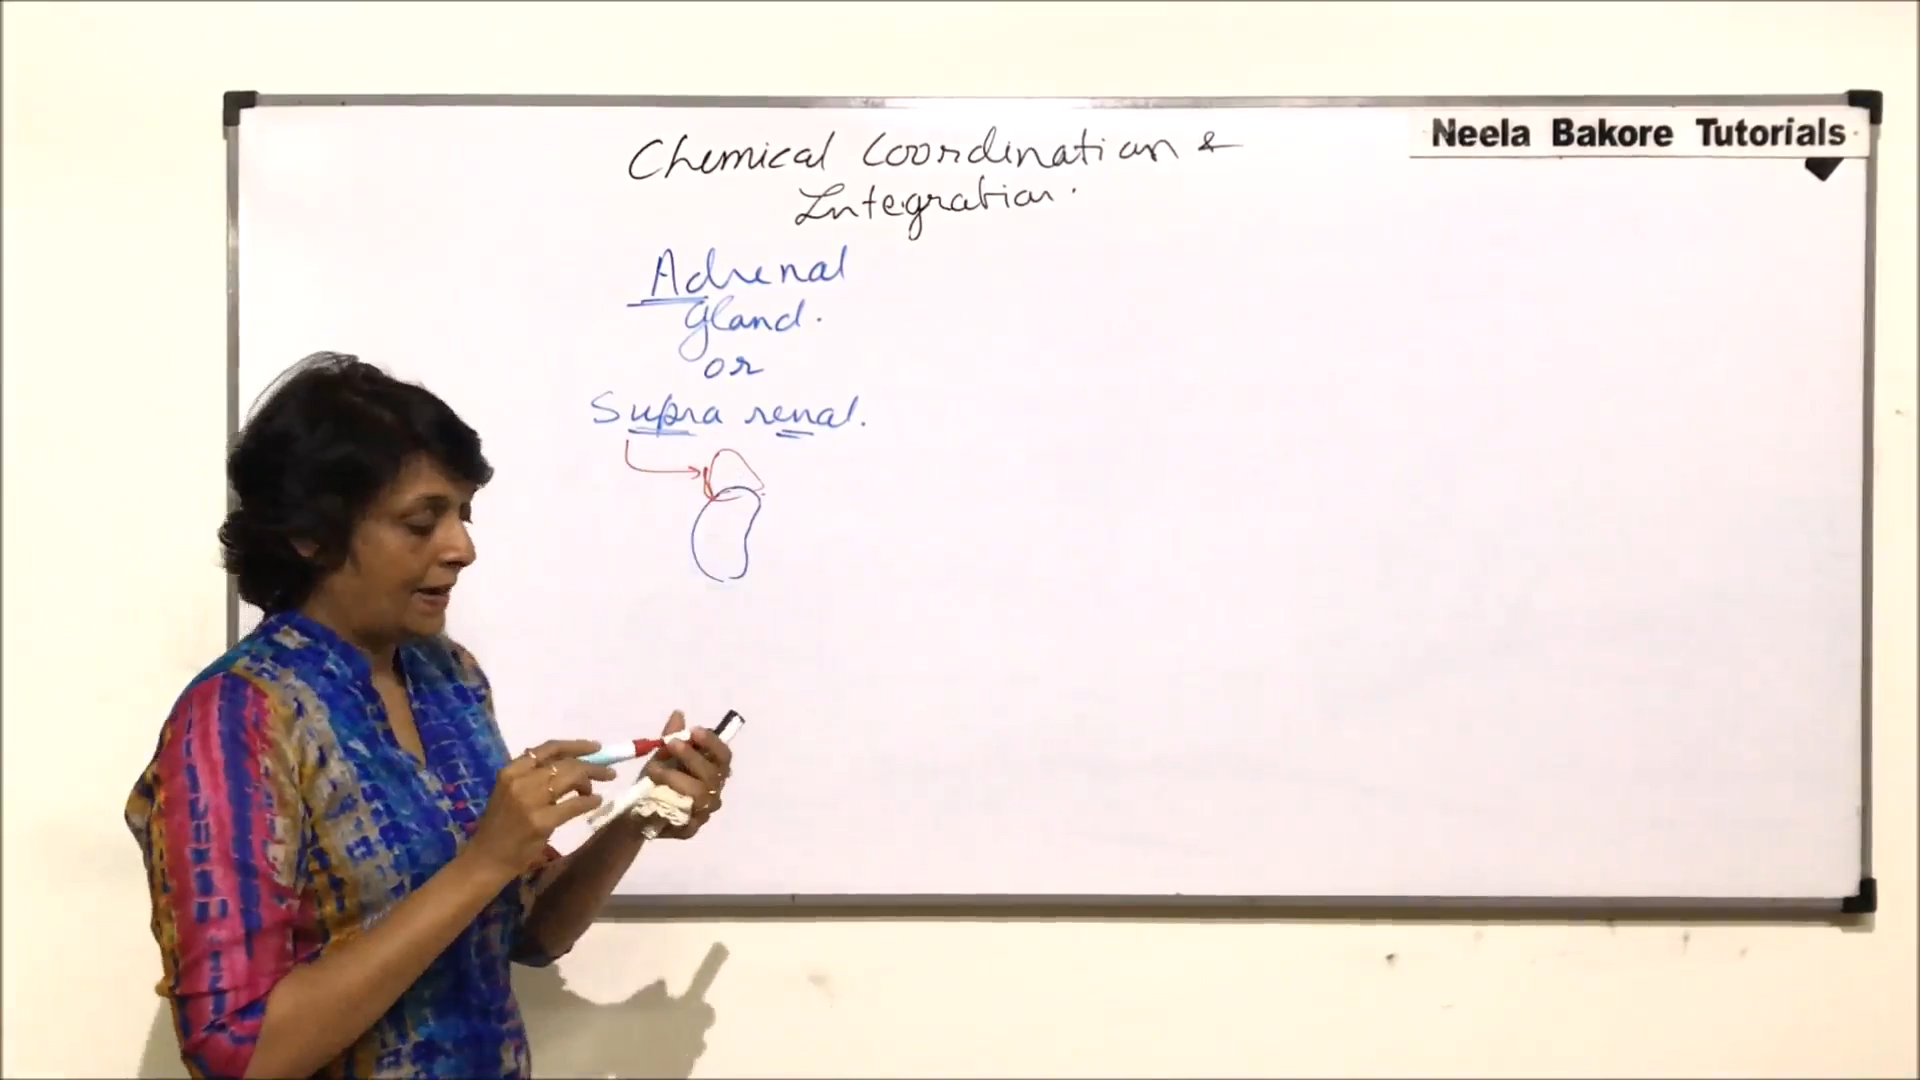 Neela Bakore Tutorials
Chemical Coordination &
Integration.
Adrenal
gland.
or
Supra renal.